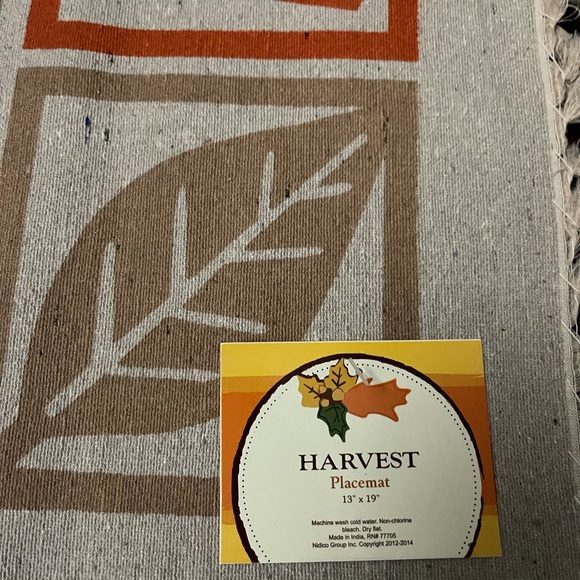 HARVEST
Placemat
13" x 19"
Machine wash cold water. Non-chlorine
bleach. Dry flat.
Made in India, RN# 77705
Nidico Group Inc. Copyright 2012-2014